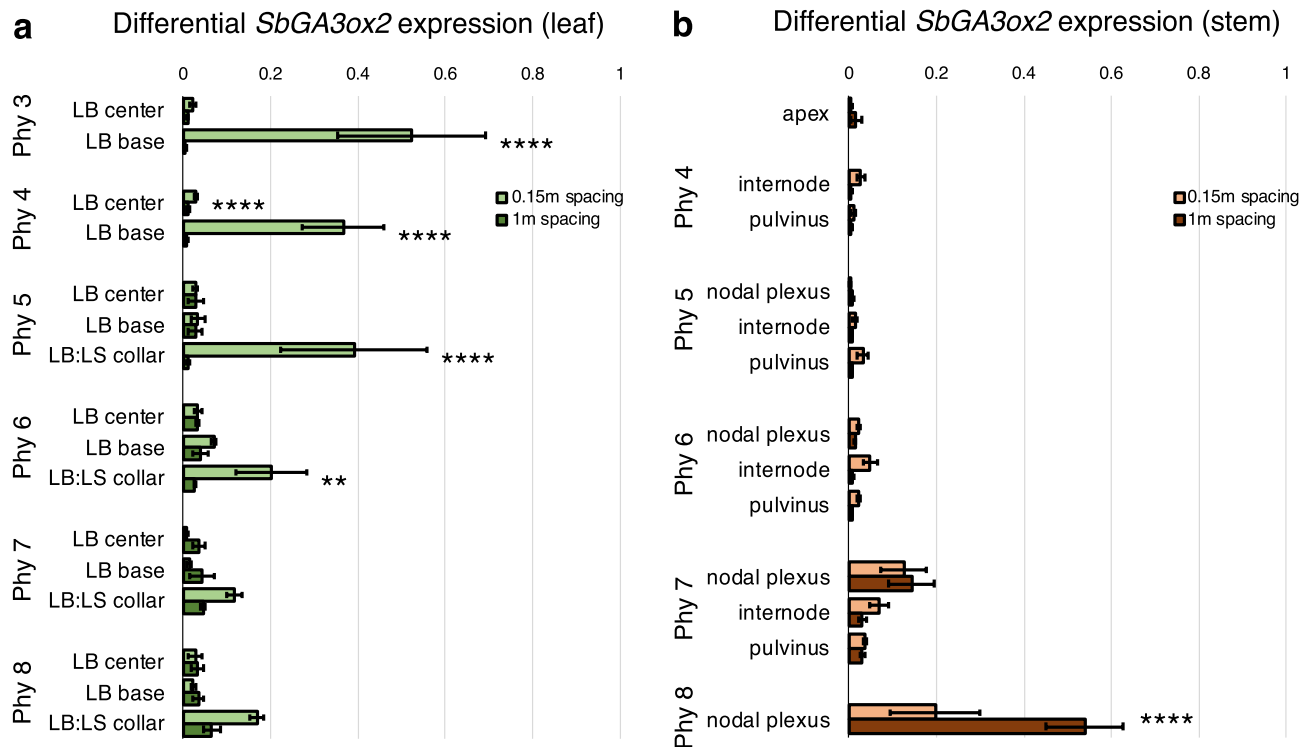 a
Differential SbGA3ox2 expression (leaf)
0 0.2 0.4 0.6 0.8 1
Phy 3
LB center
LB base
****
Phy 4
LB center
****
LB base
****
0.15m spacing
1m spacing
Phy 5
LB center
LB base
LB:LS collar
****
Phy 6
LB center
LB base
LB:LS collar
**
Phy 7
LB center
LB base
LB:LS collar
Phy 8
LB center
LB base
LB:LS collar
b
Differential SbGA3ox2 expression (stem)
0 0.2 0.4 0.6 0.8 1
apex
Phy 4
internode
pulvinus
0.15m spacing
1m spacing
Phy 5
nodal plexus
internode
pulvinus
Phy 6
nodal plexus
internode
pulvinus
Phy 7
nodal plexus
internode
pulvinus
Phy 8
nodal plexus
****